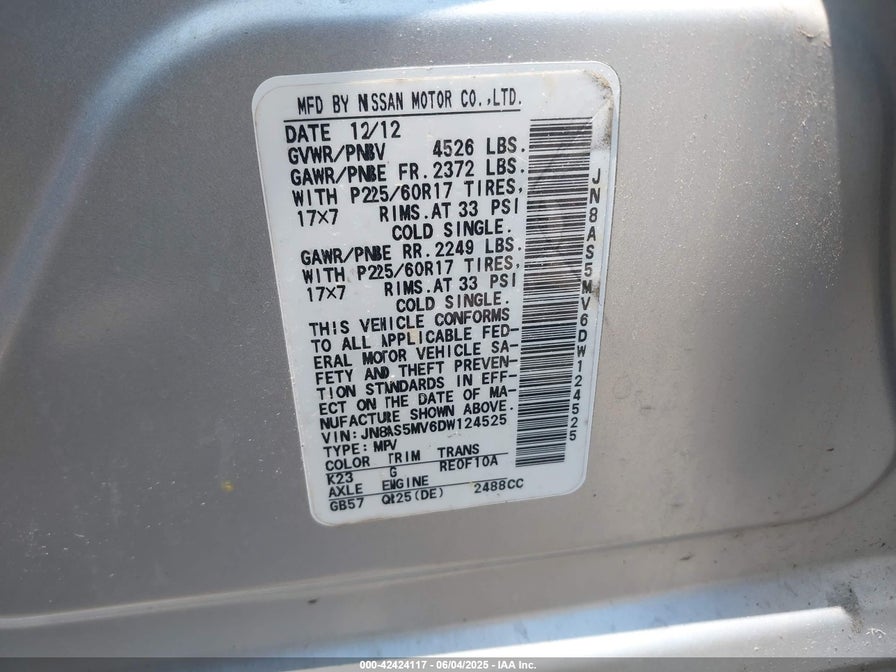 MFD BY NISSAN MOTOR CO.,LTD.
DATE 12/12
GVWR/PNBV 4526 LBS.
GAWR/PNBE FR. 2372 LBS.
WITH P225/60R17 TIRES,
17X7 RIMS. AT 33 PSI
COLD SINGLE.
GAWR/PNBE RR. 2249 LBS.
WITH P225/60R17 TIRES,
17X7 RIMS. AT 33 PSI
COLD SINGLE.
THIS VEHICLE CONFORMS
TO ALL APPLICABLE FED-
ERAL MOTOR VEHICLE SA-
FETY AND THEFT PREVEN-
TION STANDARDS IN EFF-
ECT ON THE DATE OF MA-
NUFACTURE SHOWN ABOVE.
VIN: JN8AS5MV6DW124525
TYPE: MPV
COLOR TRIM TRANS
K23 G RE0F10A
AXLE ENGINE
GB57 QR25(DE) 2488CC
JN8AS5MV6DW124525
000-42424117 - 06/04/2025 - IAA Inc.